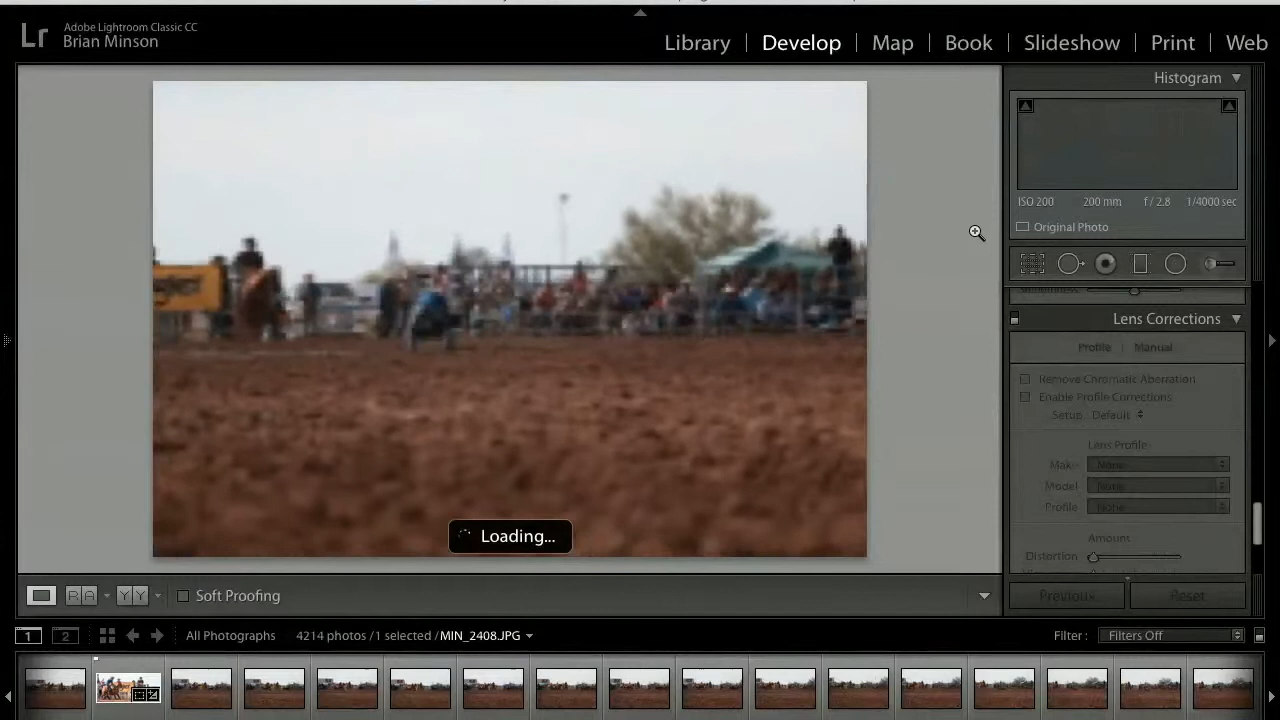 Lr
Adobe Lightroom Classic CC
Brian Minson
Library | Develop | Map | Book | Slideshow | Print | Web
Histogram
ISO 200 200 mm f / 2.8 1/4000 sec
Original Photo
Lens Corrections
Profile | Manual
Remove Chromatic Aberration
Enable Profile Corrections
Setup Default
Lens Profile
Make None
Model None
Profile None
Amount
Distortion
Loading...
Previous Reset
R A Y Y Soft Proofing
1 2 All Photographs 4214 photos /1 selected /MIN_2408.JPG Filter : Filters Off